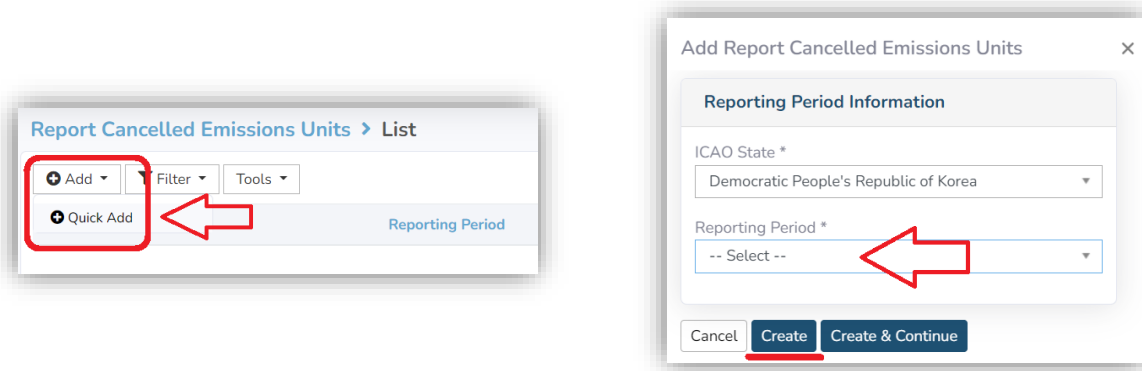 Report Cancelled Emissions Units > List
Add Filter Tools
Quick Add
Reporting Period
Add Report Cancelled Emissions Units
Reporting Period Information
ICAO State *
Democratic People's Republic of Korea
Reporting Period *
-- Select --
Cancel Create Create & Continue